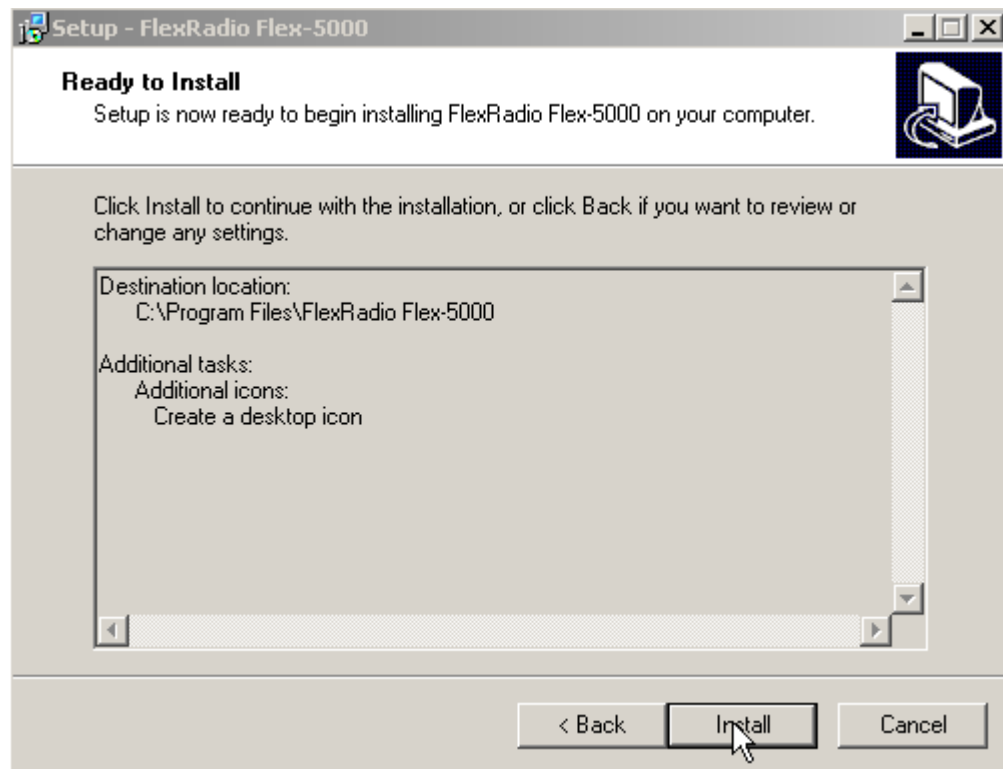 Setup - FlexRadio Flex-5000
Ready to Install
Setup is now ready to begin installing FlexRadio Flex-5000 on your computer.
Click Install to continue with the installation, or click Back if you want to review or
change any settings.
Destination location:
C:\Program Files\FlexRadio Flex-5000
Additional tasks:
Additional icons:
Create a desktop icon
< Back
Install
Cancel